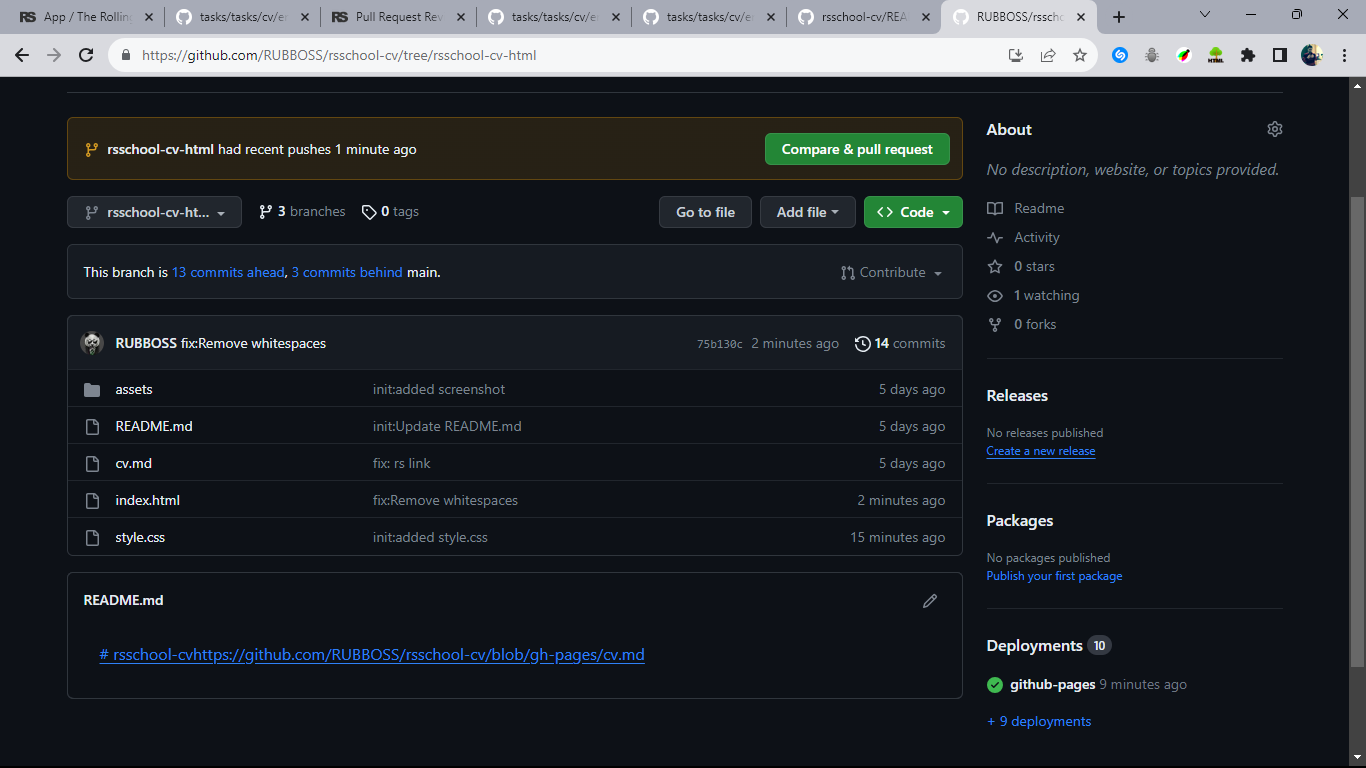 App / The Rolling
tasks/tasks/cv/e
Pull Request Rev
tasks/tasks/cv/e
tasks/tasks/cv/e
rsschool-cv/REA
RUBBOSS/rsscho
https://github.com/RUBBOSS/rsschool-cv/tree/rsschool-cv-html
rsschool-cv-html had recent pushes 1 minute ago
Compare & pull request
rsschool-cv-ht...
3 branches
0 tags
Go to file
Add file
Code
This branch is 13 commits ahead, 3 commits behind main.
Contribute
RUBBOSS fix:Remove whitespaces
75b130c 2 minutes ago
14 commits
assets init:added screenshot 5 days ago
README.md init:Update README.md 5 days ago
cv.md fix: rs link 5 days ago
index.html fix:Remove whitespaces 2 minutes ago
style.css init:added style.css 15 minutes ago
README.md
# rsschool-cvhttps://github.com/RUBBOSS/rsschool-cv/blob/gh-pages/cv.md
About
No description, website, or topics provided.
Readme
Activity
0 stars
1 watching
0 forks
Releases
No releases published
Create a new release
Packages
No packages published
Publish your first package
Deployments 10
github-pages 9 minutes ago
+ 9 deployments